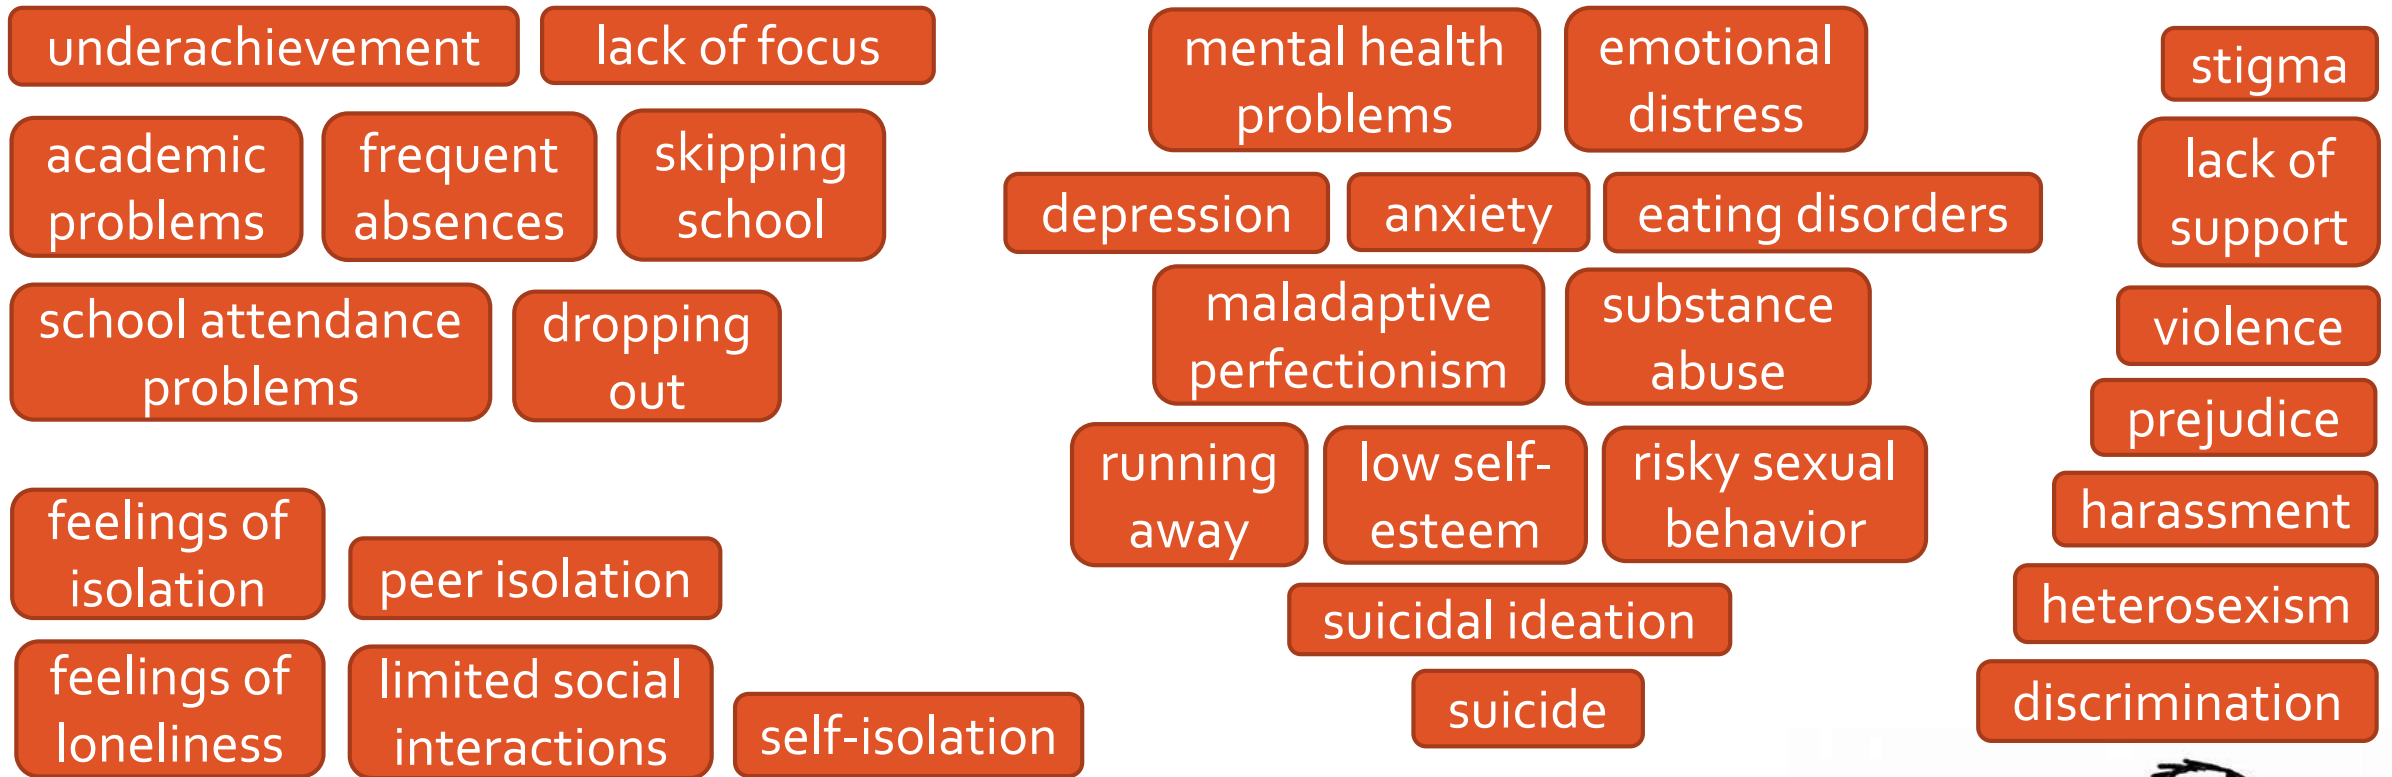 underachievement
lack of focus
academic
problems
frequent
absences
skipping
school
school attendance
problems
dropping
out
feelings of
isolation
peer isolation
feelings of
loneliness
limited social
interactions
self-isolation
mental health
problems
emotional
distress
depression
anxiety
eating disorders
maladaptive
perfectionism
substance
abuse
running
away
low self-
esteem
risky sexual
behavior
suicidal ideation
suicide
stigma
lack of
support
violence
prejudice
harassment
heterosexism
discrimination